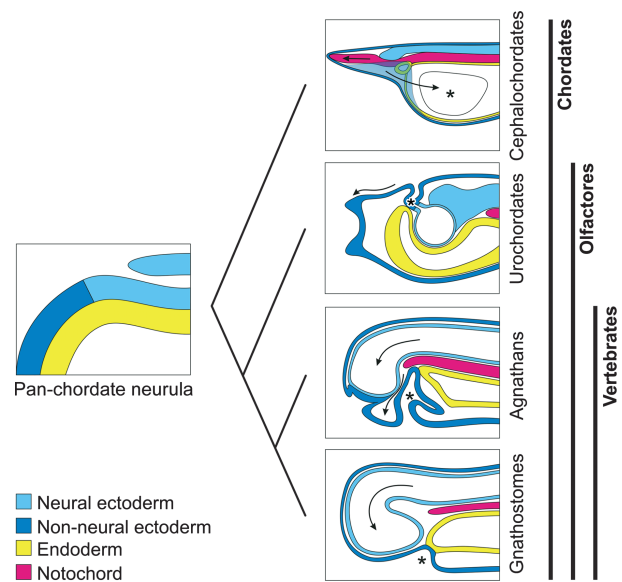 Cephalochordates
Urochordates
Agnathans
Gnathostomes
Chordates
Olfactores
Vertebrates
*
*
*
*
Pan-chordate neurula
Neural ectoderm
Non-neural ectoderm
Endoderm
Notochord